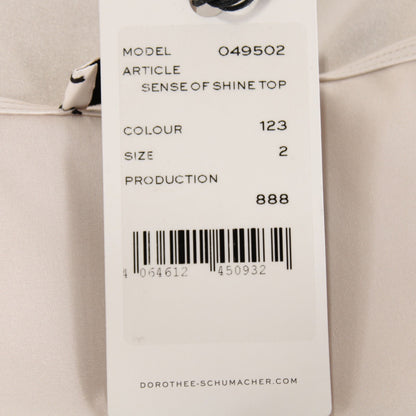 MODEL 049502
ARTICLE
SENSE OF SHINE TOP
COLOUR 123
SIZE 2
PRODUCTION
888
4 064612 450932
DOROTHEE-SCHUMACHER.COM